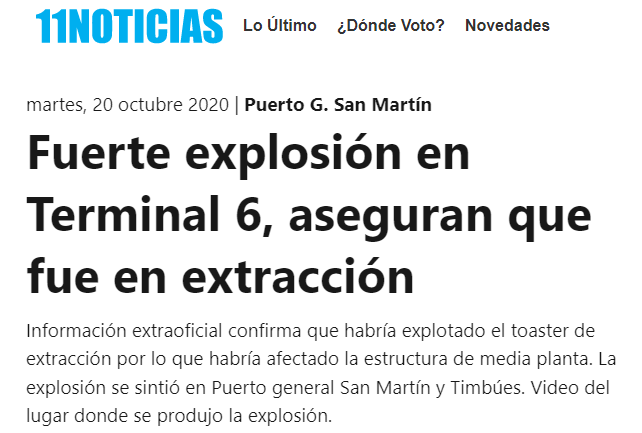 11NOTICIAS Lo Último ¿Dónde Voto? Novedades
martes, 20 octubre 2020 | Puerto G. San Martín
Fuerte explosión en
Terminal 6, aseguran que
fue en extracción
Información extraoficial confirma que habría explotado el toaster de
extracción por lo que habría afectado la estructura de media planta. La
explosión se sintió en Puerto general San Martín y Timbúes. Video del
lugar donde se produjo la explosión.